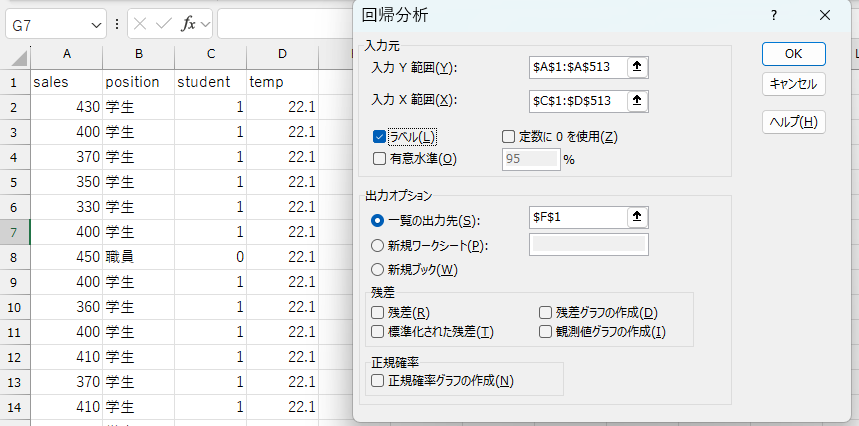 G7 fx
A B C D
1 sales position student temp
2 430 学生 1 22.1
3 400 学生 1 22.1
4 370 学生 1 22.1
5 350 学生 1 22.1
6 330 学生 1 22.1
7 400 学生 1 22.1
8 450 職員 0 22.1
9 400 学生 1 22.1
10 360 学生 1 22.1
11 400 学生 1 22.1
12 410 学生 1 22.1
13 370 学生 1 22.1
14 410 学生 1 22.1
回帰分析 ? ×
入力元
入力 Y 範囲(Y): $A$1:$A$513
入力 X 範囲(X): $C$1:$D$513
ラベル(L) 定数に 0 を使用(Z)
有意水準(O) 95 %
出力オプション
一覧の出力先(S): $F$1
新規ワークシート(P):
新規ブック(W)
残差
残差(R) 残差グラフの作成(D)
標準化された残差(T) 観測値グラフの作成(I)
正規確率
正規確率グラフの作成(N)
OK
キャンセル
ヘルプ(H)